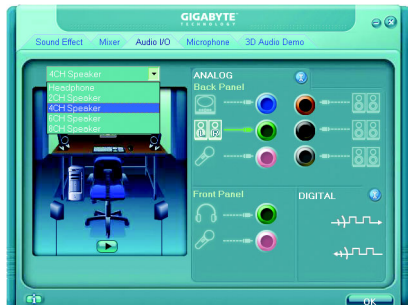 GIGABYTE
TECHNOLOGY
Sound Effect
Mixer
Audio I/O
Microphone
3D Audio Demo
4CH Speaker
Headphone
2CH Speaker
4CH Speaker
6CH Speaker
8CH Speaker
ANALOG
Back Panel
Front Panel
DIGITAL
OK